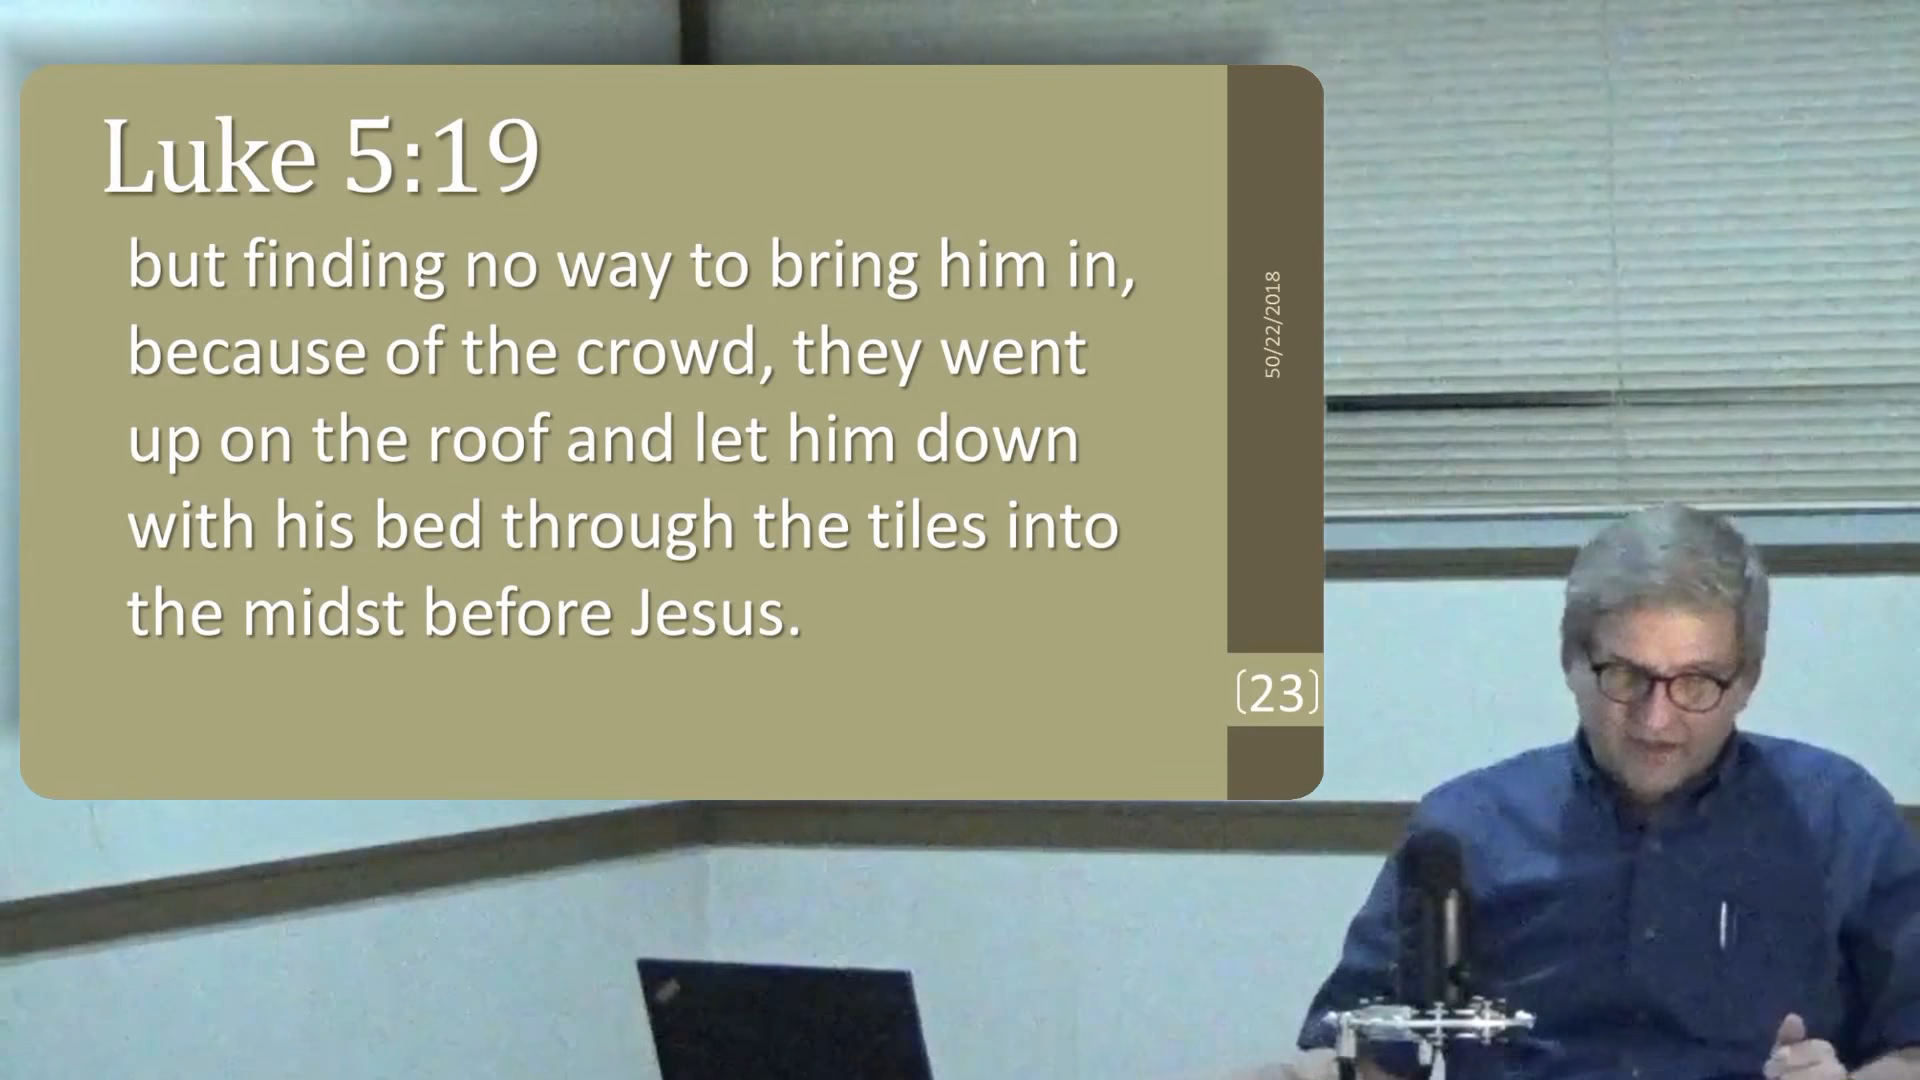 Luke 5:19
but finding no way to bring him in,
because of the crowd, they went
up on the roof and let him down
with his bed through the tiles into
the midst before Jesus.
50/22/2018
[23]